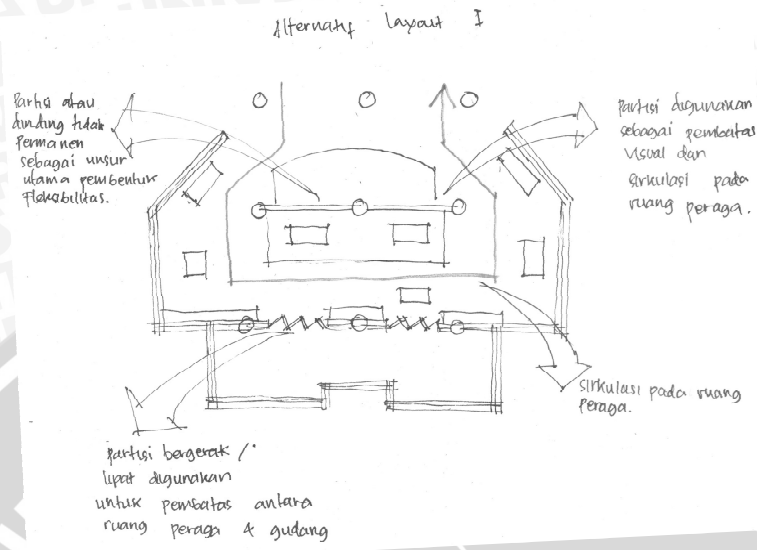 Alternatif Layout I
Partisi atau
dinding tidak
permanen
sebagai unsur
utama pembentuk
Fleksibilitas.
Partisi digunakan
sebagai pembatas
visual dan
sirkulasi pada
ruang peraga.
Sirkulasi pada ruang
Peraga.
partisi bergerak /
lipat digunakan
untuk pembatas antara
ruang peraga & gudang